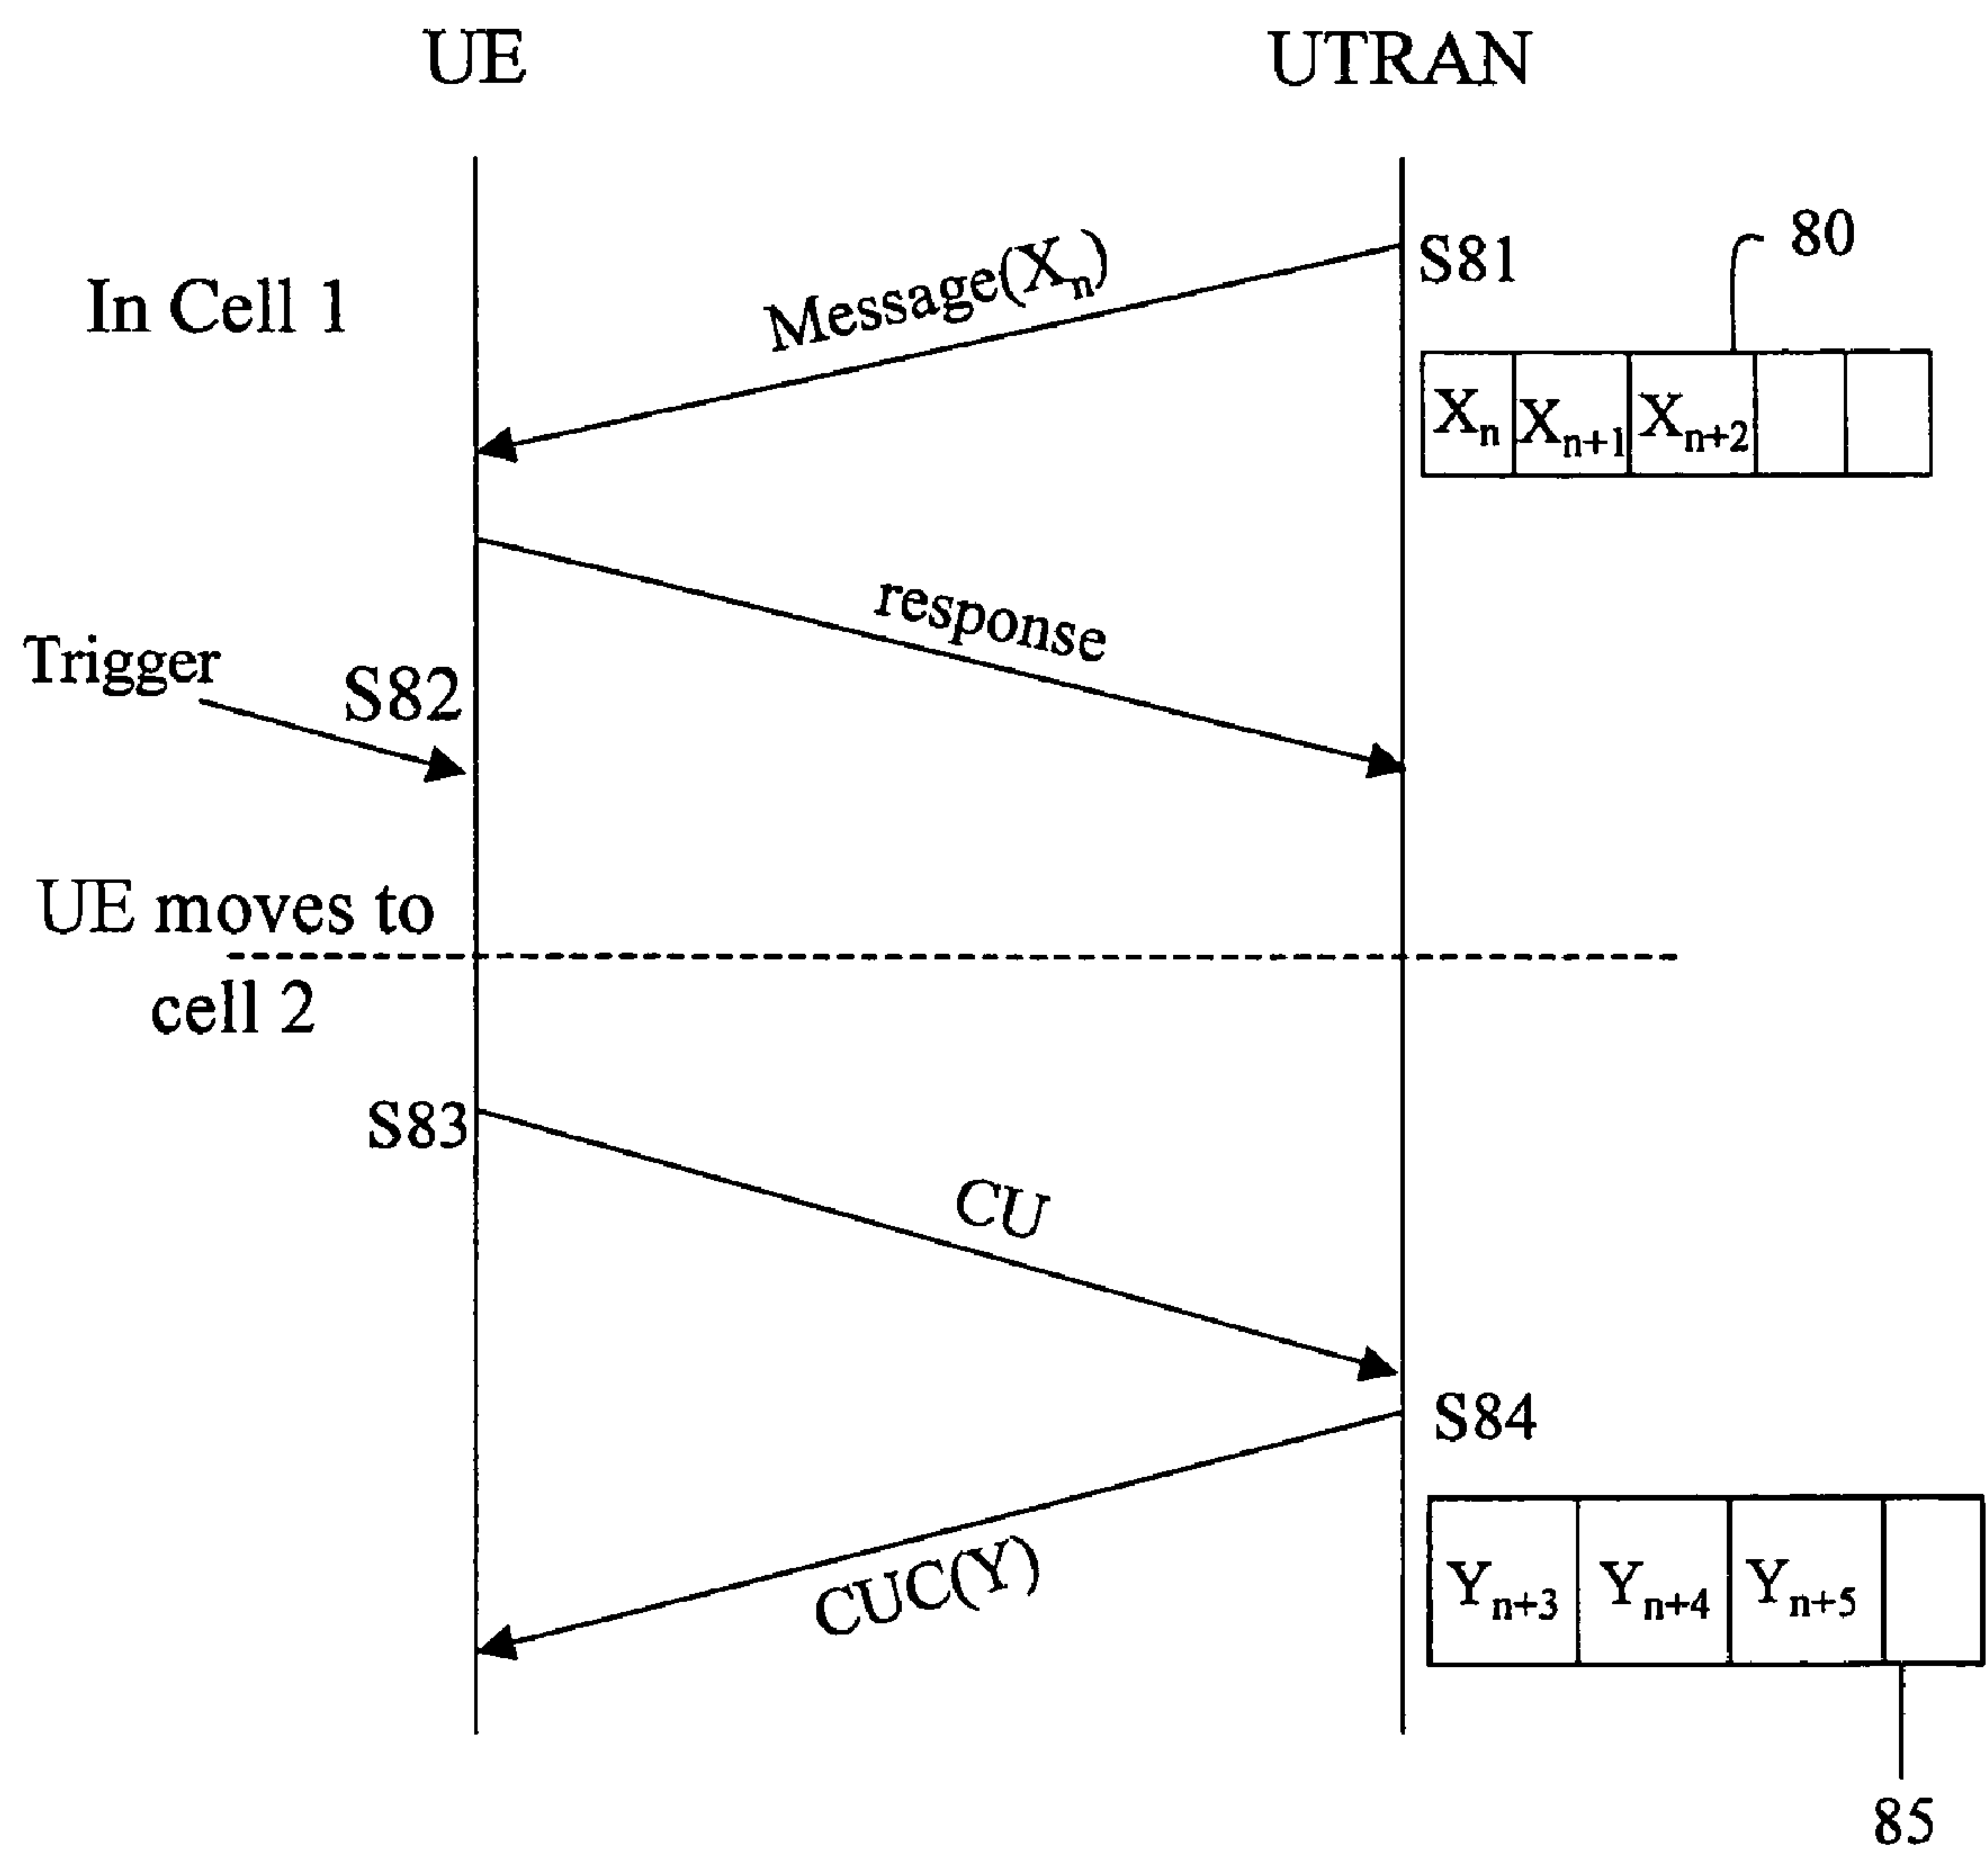 UE UTRAN
In Cell 1
Message(Xn)
S81
80
Xn Xn+1 Xn+2
response
Trigger
S82
UE moves to
cell 2
S83
CU
S84
CUC(Y)
Yn+3 Yn+4 Yn+5
85